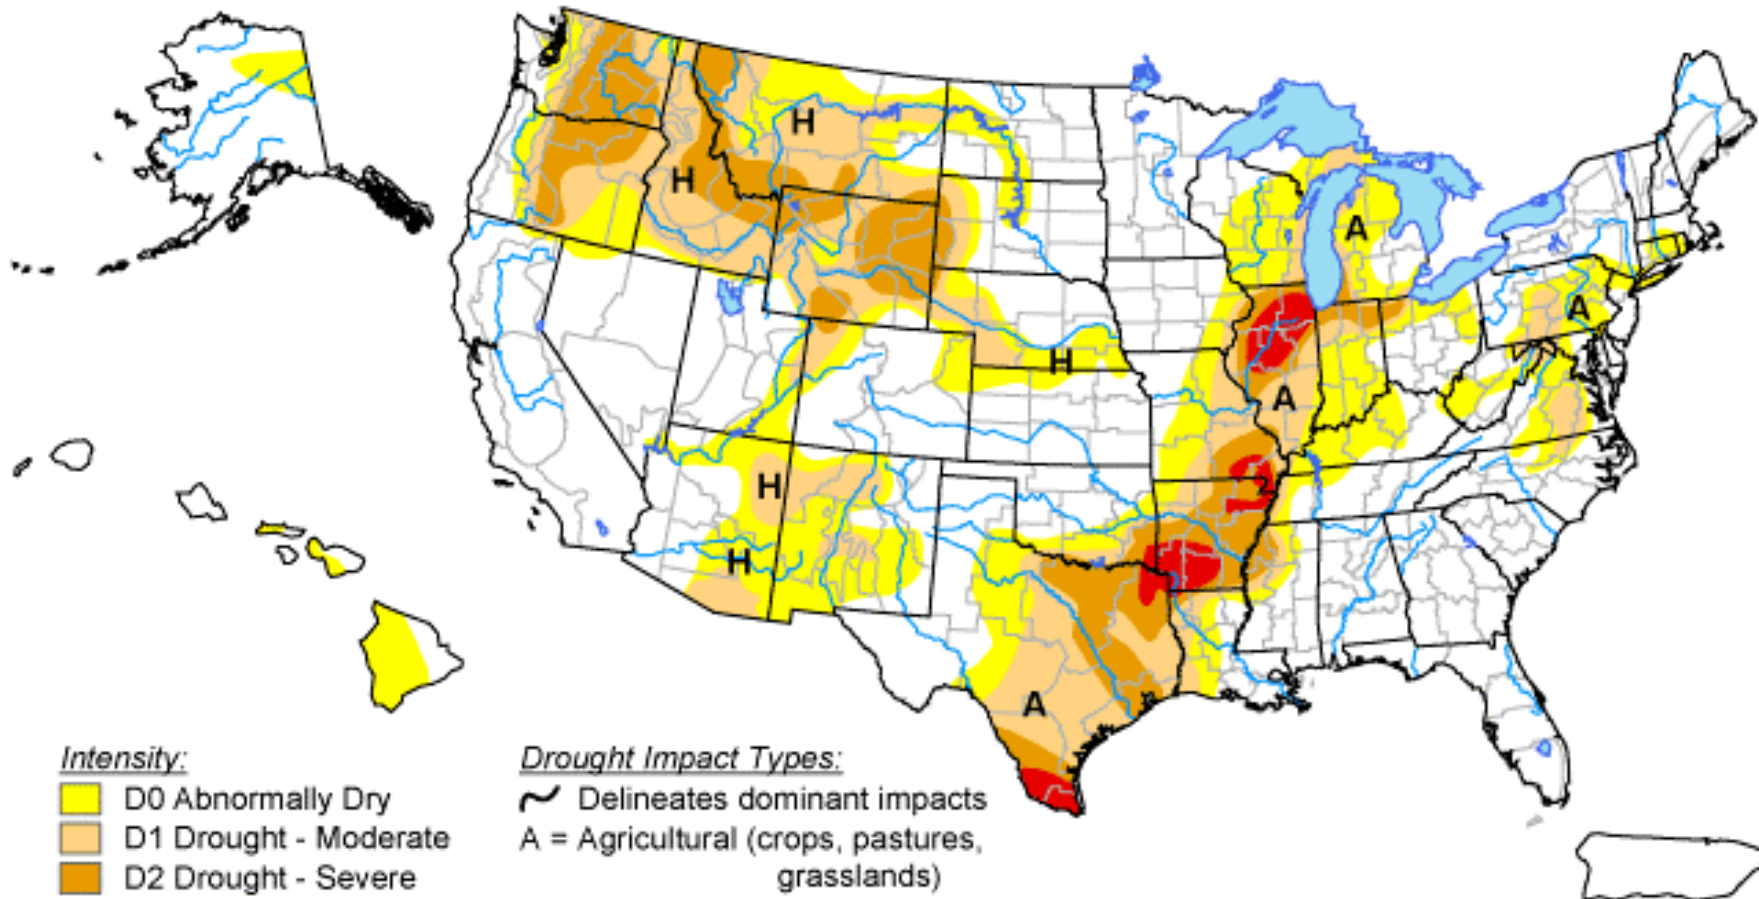 H
H
A
A
H
A
H
H
A
Intensity:
D0 Abnormally Dry
D1 Drought - Moderate
D2 Drought - Severe
Drought Impact Types:
Delineates dominant impacts
A = Agricultural (crops, pastures,
grasslands)